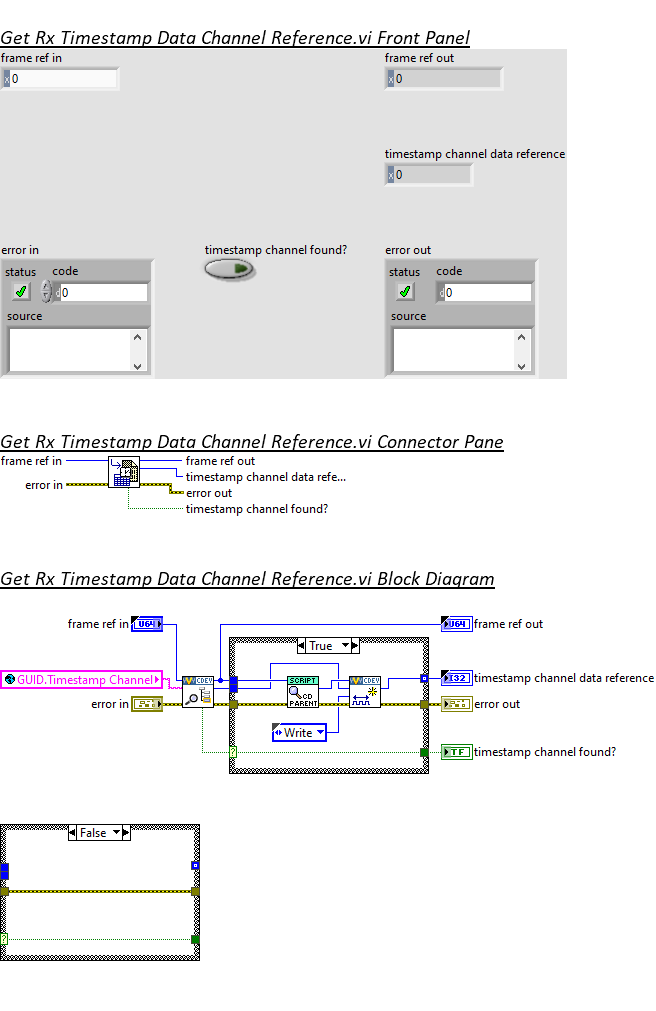 Get Rx Timestamp Data Channel Reference.vi Front Panel
frame ref in
frame ref out
x 0
x 0
timestamp channel data reference
x 0
error in
timestamp channel found?
error out
status code
status code
d 0
d 0
source
source
Get Rx Timestamp Data Channel Reference.vi Connector Pane
frame ref in
frame ref out
timestamp channel data refe...
error in
error out
timestamp channel found?
Get Rx Timestamp Data Channel Reference.vi Block Diagram
frame ref in
U64
U64
frame ref out
True
GUID.Timestamp Channel
CDEV
SCRIPT
CD
PARENT
CDEV
I32
timestamp channel data reference
error in
error out
Write
?
TF
timestamp channel found?
False
?